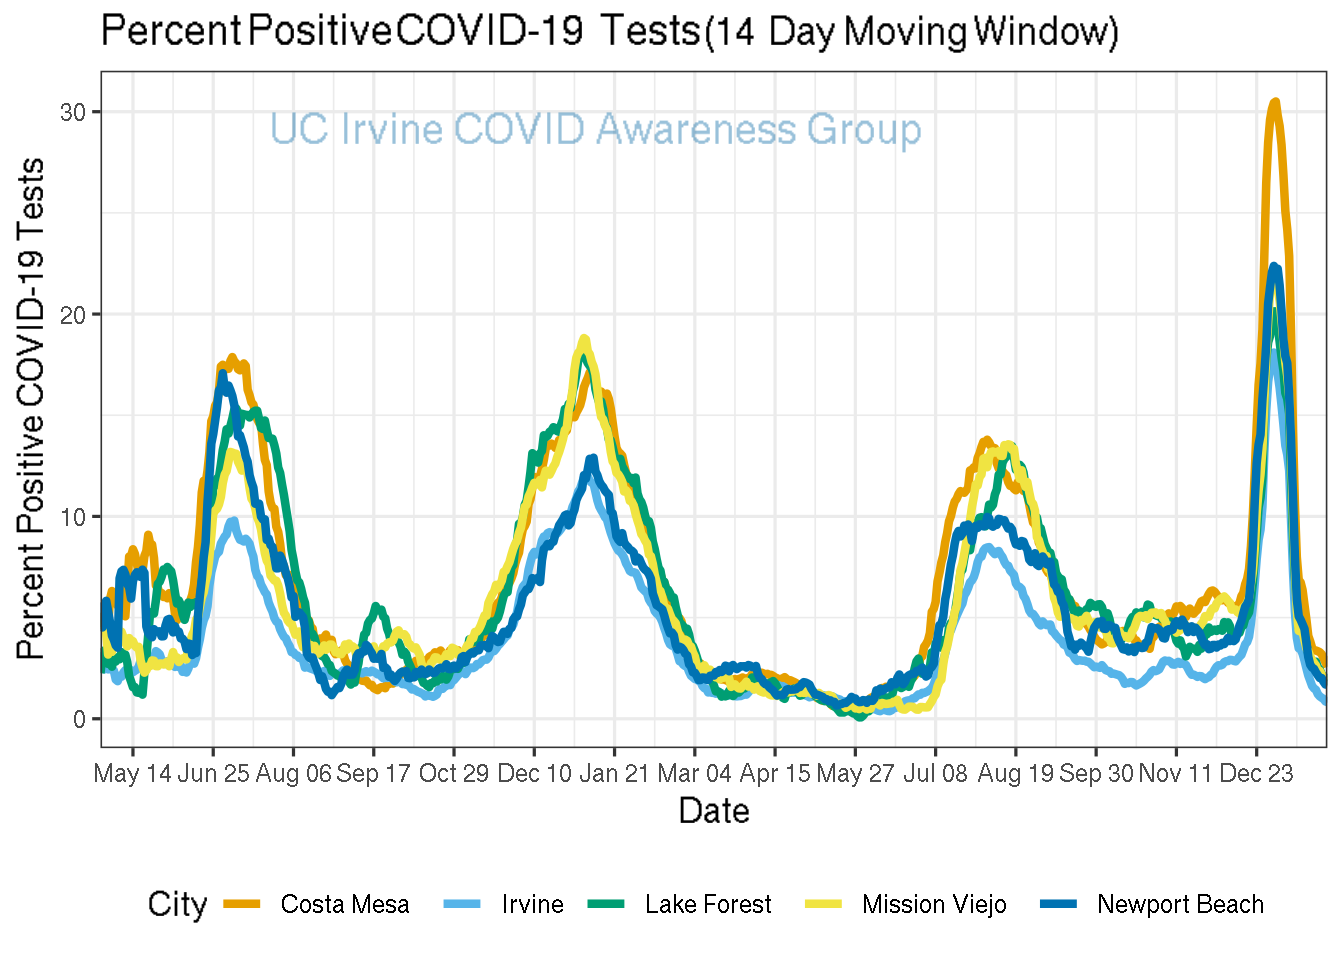 Percent Positive COVID-19 Tests (14 Day Moving Window)
UC Irvine COVID Awareness Group
Percent Positive COVID-19 Tests
30
20
10
0
May 14 Jun 25 Aug 06 Sep 17 Oct 29 Dec 10 Jan 21 Mar 04 Apr 15 May 27 Jul 08 Aug 19 Sep 30 Nov 11 Dec 23
Date
City Costa Mesa Irvine Lake Forest Mission Viejo Newport Beach